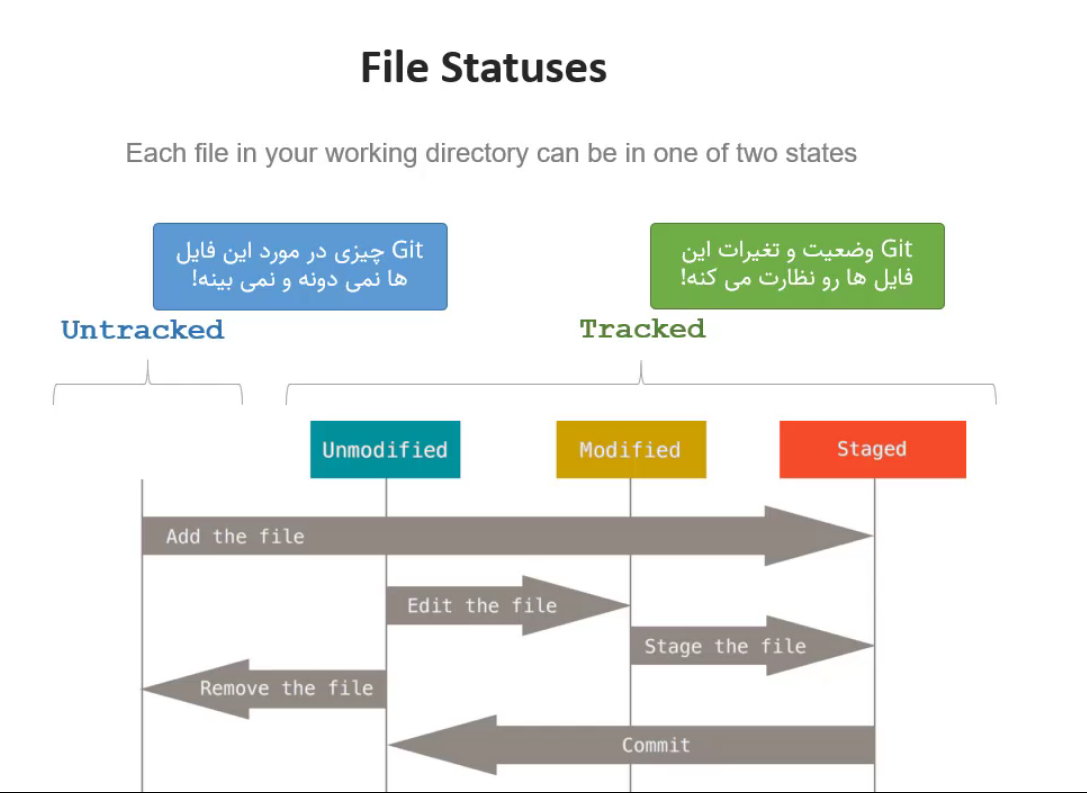 File Statuses
Each file in your working directory can be in one of two states
Git چیزی در مورد این فایل
ها نمی دونه و نمی بینه!
Git وضعیت و تغیرات این
فایل ها رو نظارت می کنه!
Untracked
Tracked
Unmodified
Modified
Staged
Add the file
Edit the file
Stage the file
Remove the file
Commit